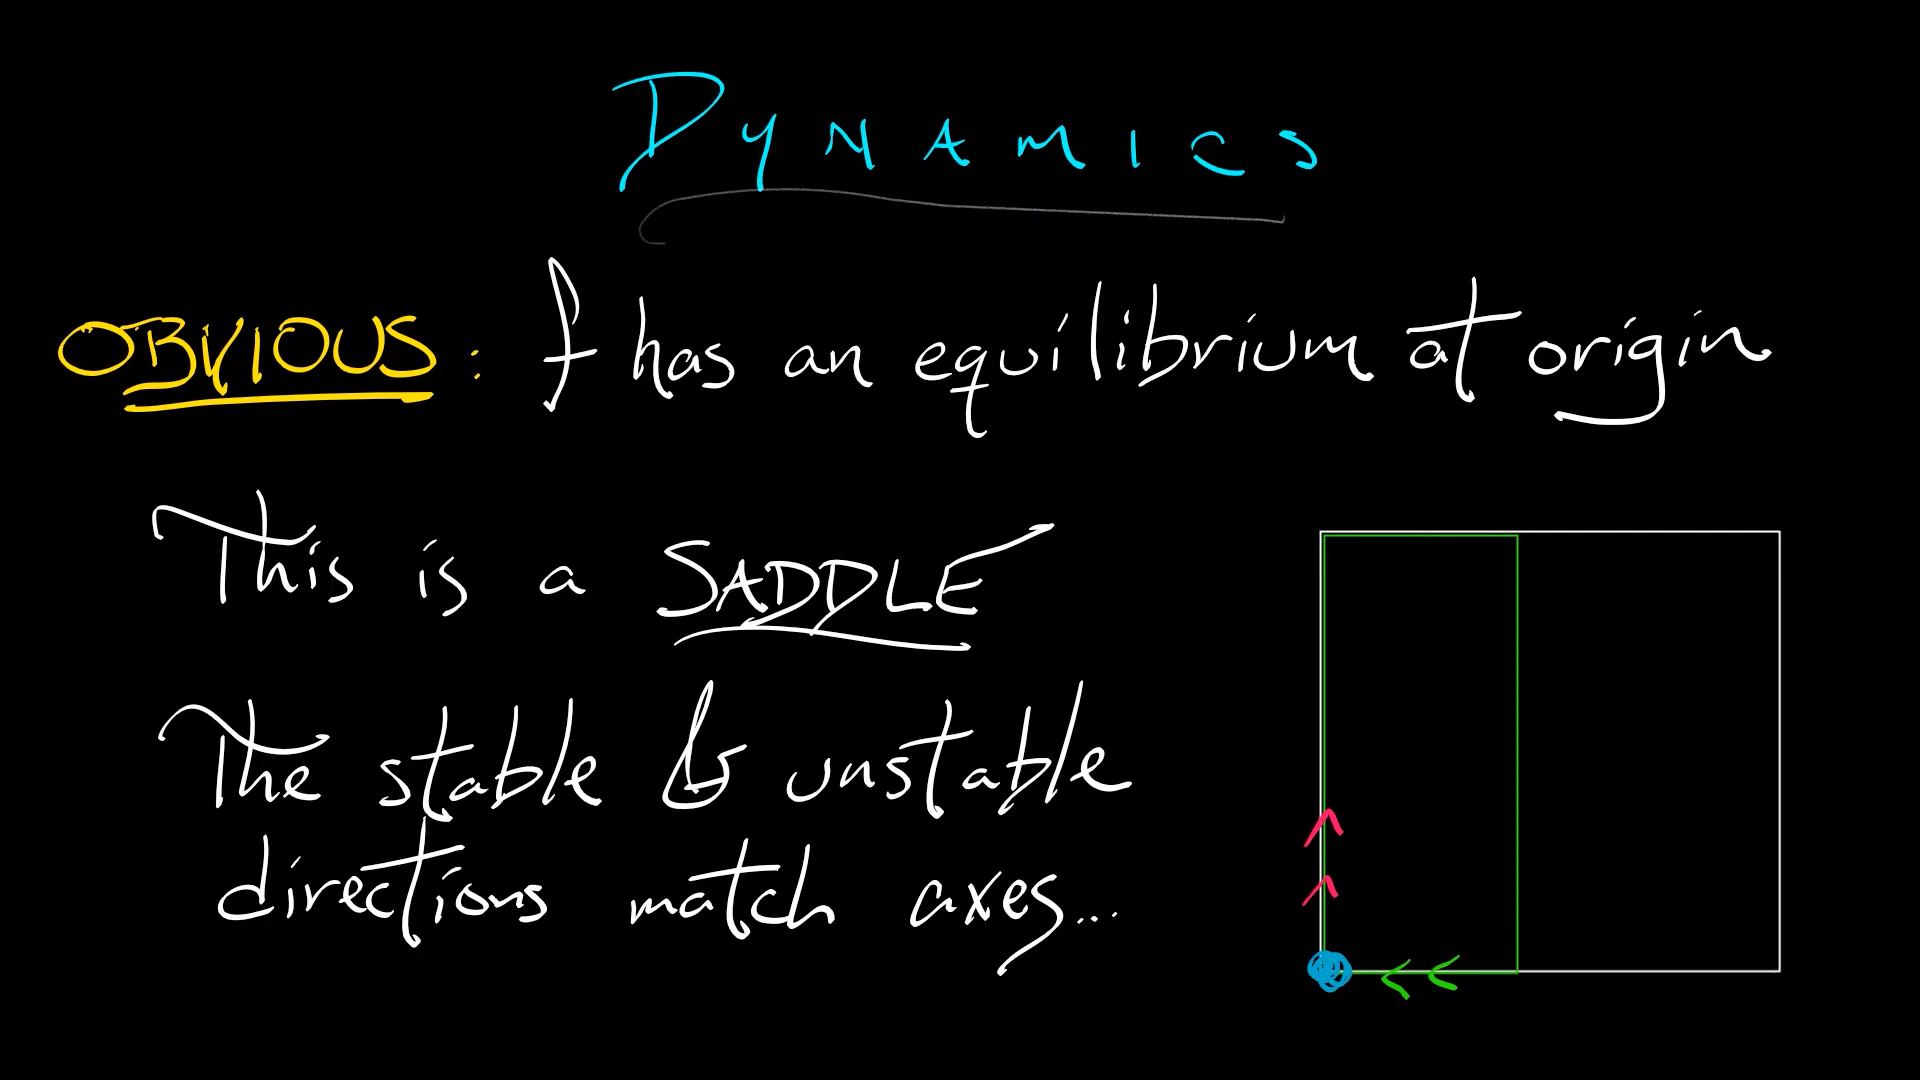 DYNAMICS
OBVIOUS: f has an equilibrium at origin
This is a SADDLE
The stable & unstable
directions match axes...